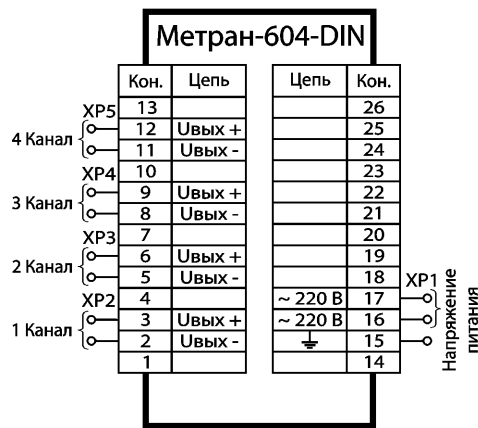 Метран-604-DIN
Кон. Цепь Цепь Кон.
XP5 13 26
4 Канал 12 Uвых + 25
11 Uвых - 24
XP4 10 23
3 Канал 9 Uвых + 22
8 Uвых - 21
XP3 7 20
2 Канал 6 Uвых + 19
5 Uвых - 18 XP1
XP2 4 ~ 220 В 17
1 Канал 3 Uвых + ~ 220 В 16
2 Uвых - 15
1 14
Напряжение
питания